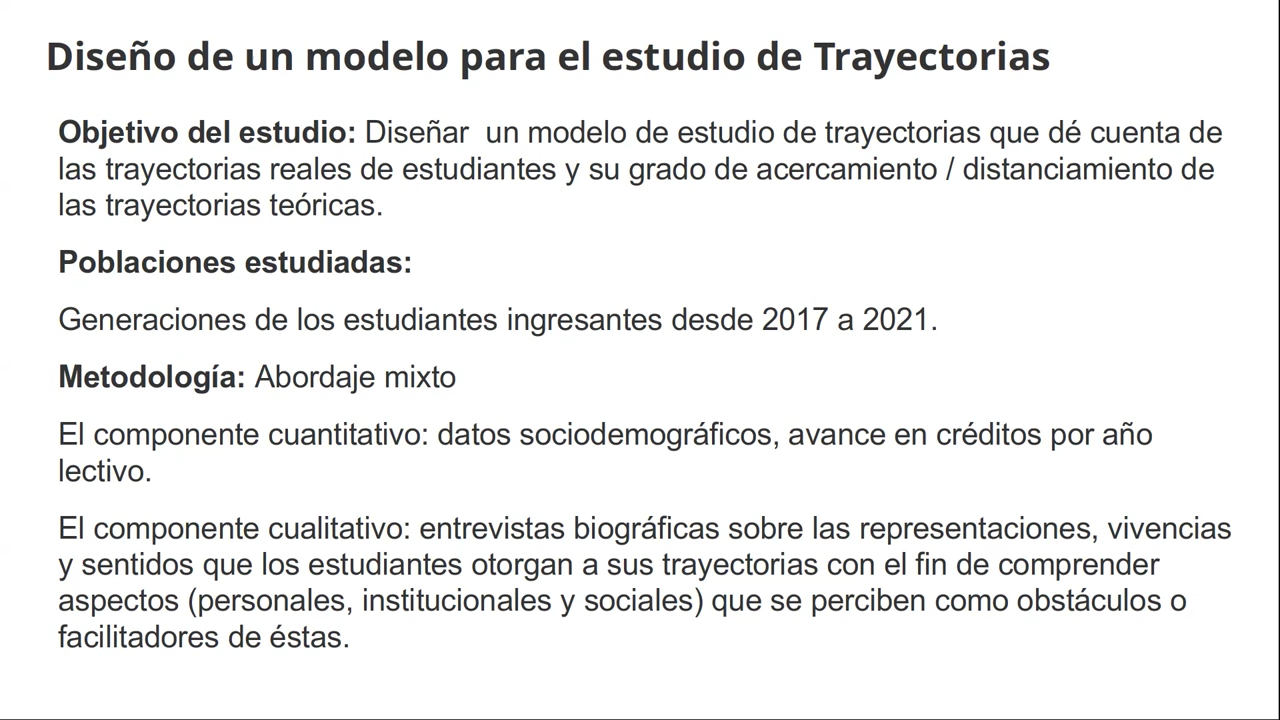 Diseño de un modelo para el estudio de Trayectorias
Objetivo del estudio: Diseñar  un modelo de estudio de trayectorias que dé cuenta de
las trayectorias reales de estudiantes y su grado de acercamiento / distanciamiento de
las trayectorias teóricas.
Poblaciones estudiadas:
Generaciones de los estudiantes ingresantes desde 2017 a 2021.
Metodología: Abordaje mixto
El componente cuantitativo: datos sociodemográficos, avance en créditos por año
lectivo.
El componente cualitativo: entrevistas biográficas sobre las representaciones, vivencias
y sentidos que los estudiantes otorgan a sus trayectorias con el fin de comprender
aspectos (personales, institucionales y sociales) que se perciben como obstáculos o
facilitadores de éstas.